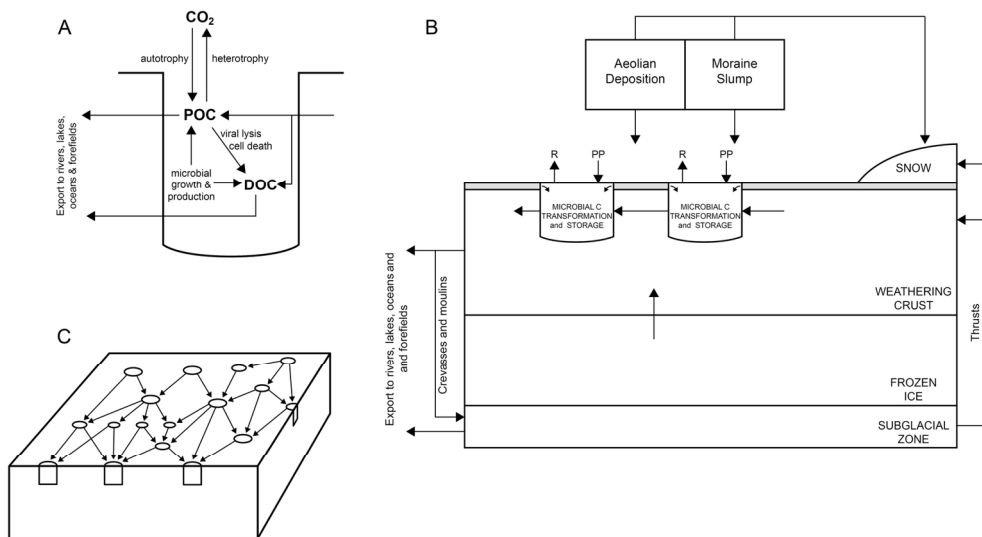 A
CO₂
autotrophy
heterotrophy
POC
viral lysis
cell death
microbial
growth &
production
DOC
Export to rivers, lakes,
oceans & forefields
B
Aeolian
Deposition
Moraine
Slump
R
PP
R
PP
SNOW
MICROBIAL C
TRANSFORMATION
and STORAGE
MICROBIAL C
TRANSFORMATION
and STORAGE
WEATHERING
CRUST
FROZEN
ICE
SUBGLACIAL
ZONE
Export to rivers, lakes, oceans and
and forefields
Crevasses and moulins
Thrusts
C